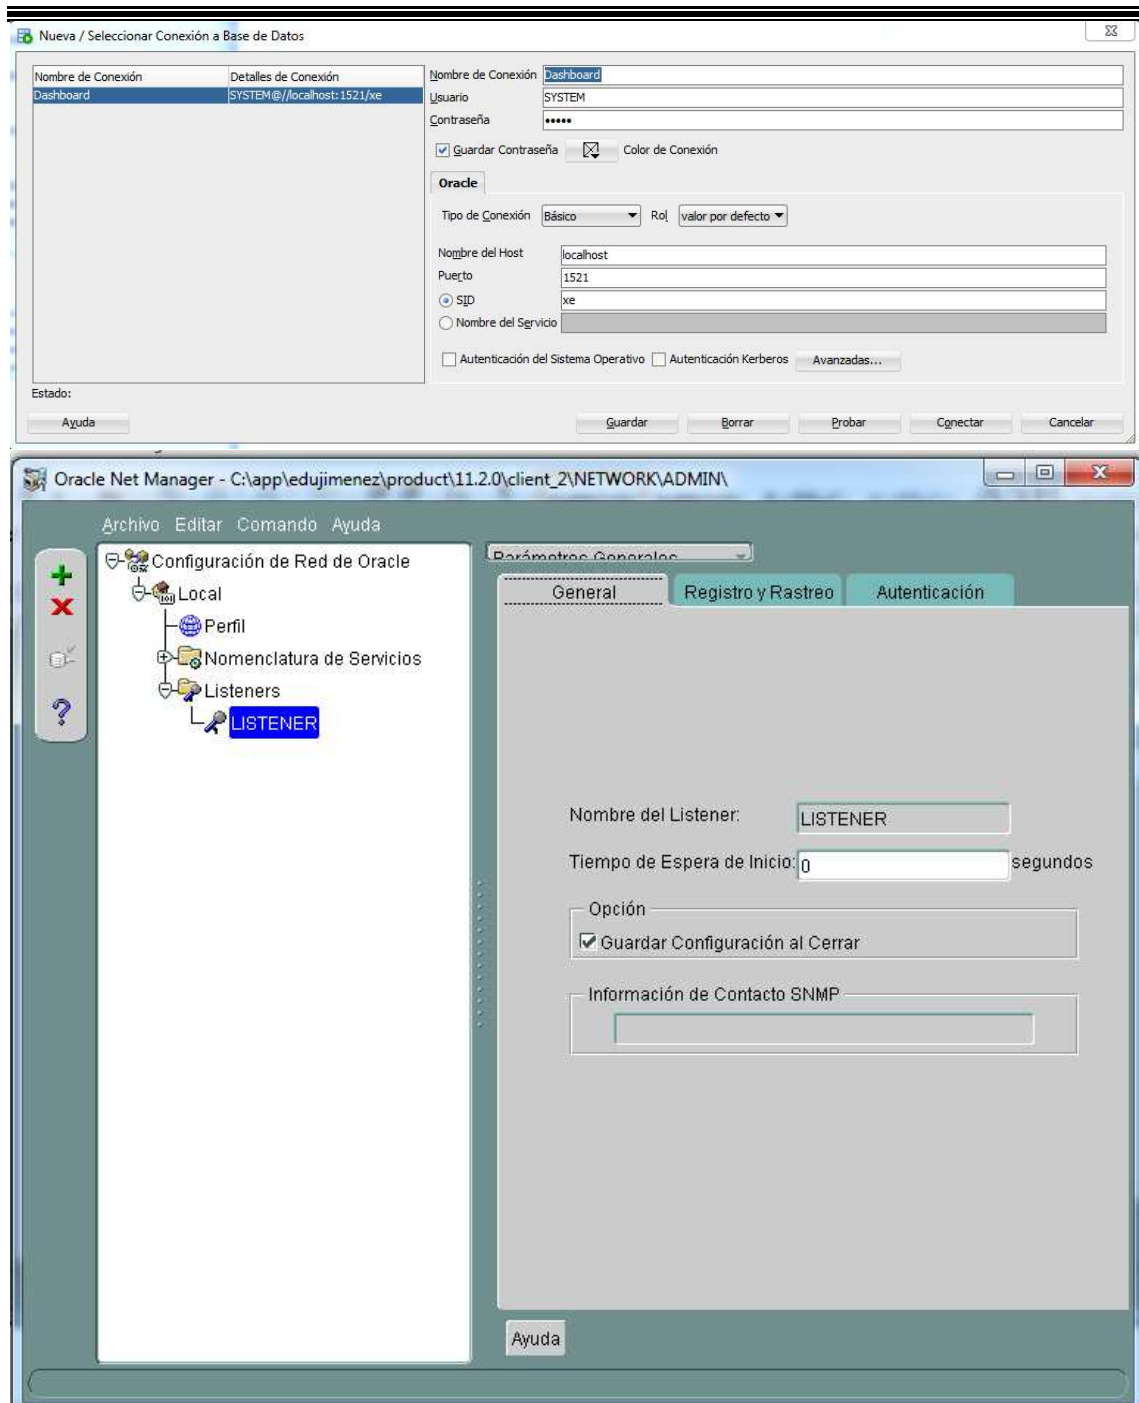 Nueva / Seleccionar Conexión a Base de Datos
Nombre de Conexión Detalles de Conexión
Dashboard SYSTEM@//localhost:1521/xe
Nombre de Conexión Dashboard
Usuario SYSTEM
Contraseña •••••
Guardar Contraseña Color de Conexión
Oracle
Tipo de Conexión Básico Rol valor por defecto
Nombre del Host localhost
Puerto 1521
SID xe
Nombre del Servicio
Autenticación del Sistema Operativo Autenticación Kerberos Avanzadas...
Estado:
Ayuda Guardar Borrar Probar Conectar Cancelar
Oracle Net Manager - C:\app\edujimenez\product\11.2.0\client_2\NETWORK\ADMIN\
Archivo Editar Comando Ayuda
Configuración de Red de Oracle
Local
Perfil
Nomenclatura de Servicios
Listeners
LISTENER
Parámetros Generales
General Registro y Rastreo Autenticación
Nombre del Listener: LISTENER
Tiempo de Espera de Inicio: 0 segundos
Opción
Guardar Configuración al Cerrar
Información de Contacto SNMP
Ayuda